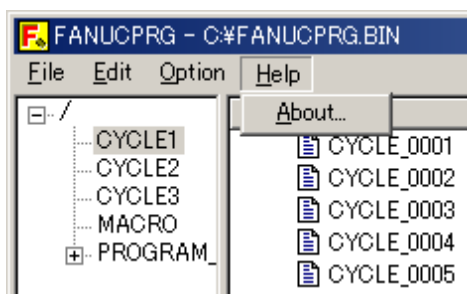 FANUCPRG - C:¥FANUCPRG.BIN
File Edit Option Help
About...
/
CYCLE1
CYCLE2
CYCLE3
MACRO
PROGRAM_
CYCLE_0001
CYCLE_0002
CYCLE_0003
CYCLE_0004
CYCLE_0005